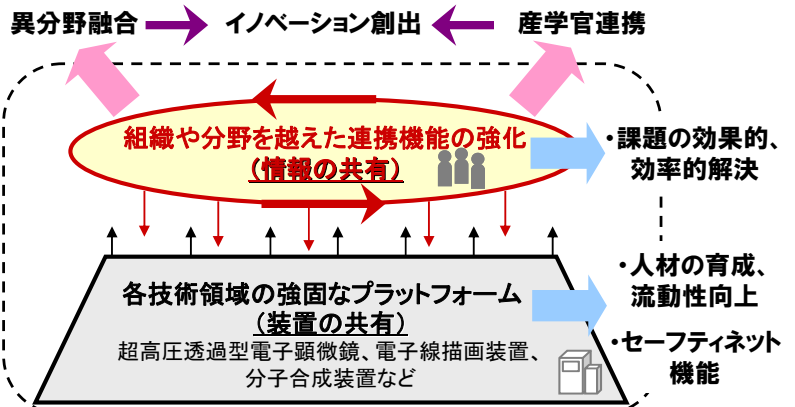 異分野融合 イノベーション創出 産学官連携
組織や分野を越えた連携機能の強化
(情報の共有)
・課題の効果的、
効率的解決
各技術領域の強固なプラットフォーム
(装置の共有)
超高圧透過型電子顕微鏡、電子線描画装置、
分子合成装置など
・人材の育成、
流動性向上
・セーフティネット
機能